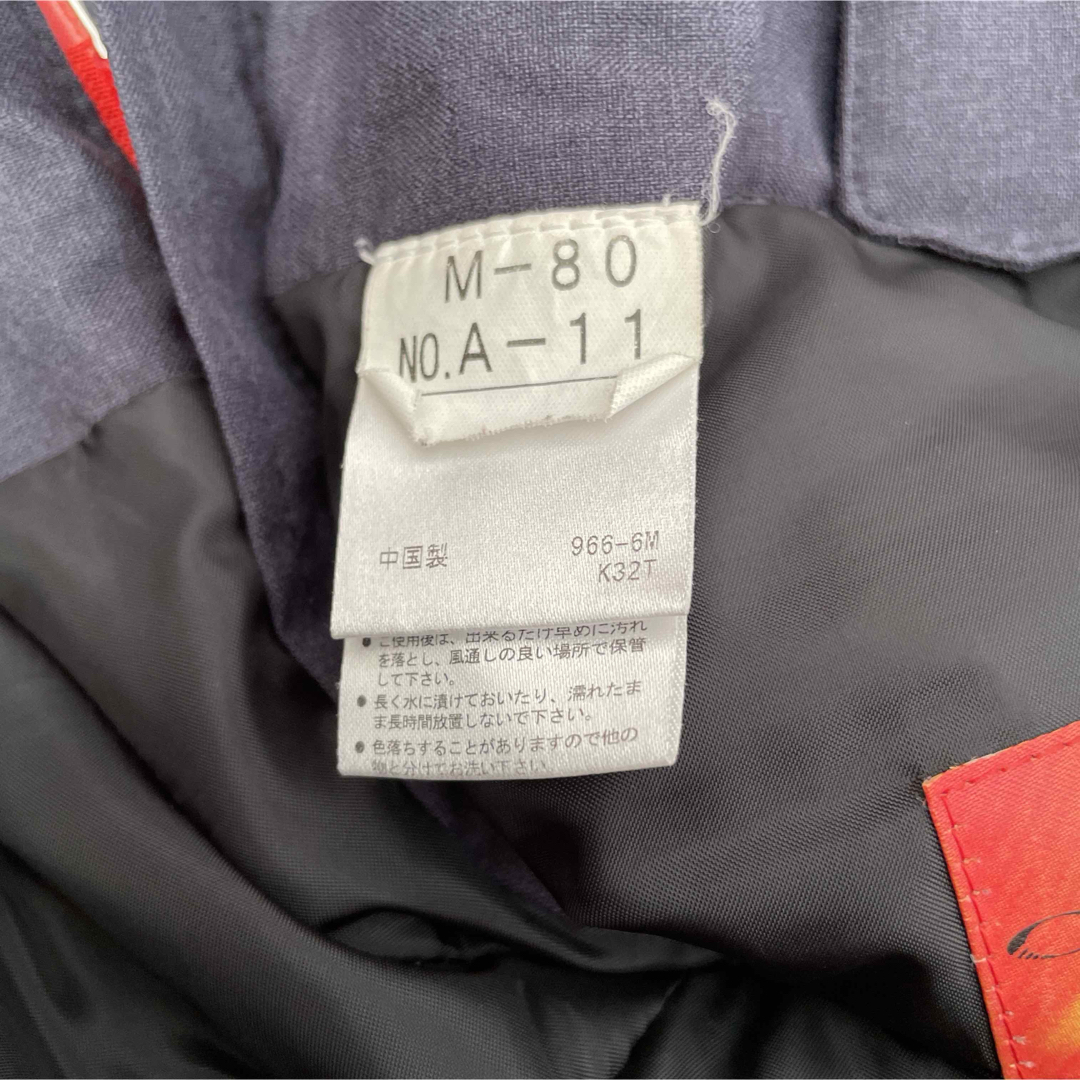 M-80
NO.A-11
中国製 966-6M
K32T
● ご使用後は、出来るだけ早めに汚れ
を落とし、風通しの良い場所で保管
して下さい。
● 長く水に漬けておいたり、濡れたまま
ま長時間放置しないで下さい。
● 色落ちすることがありますので他の
物と分けてお洗い下さい。